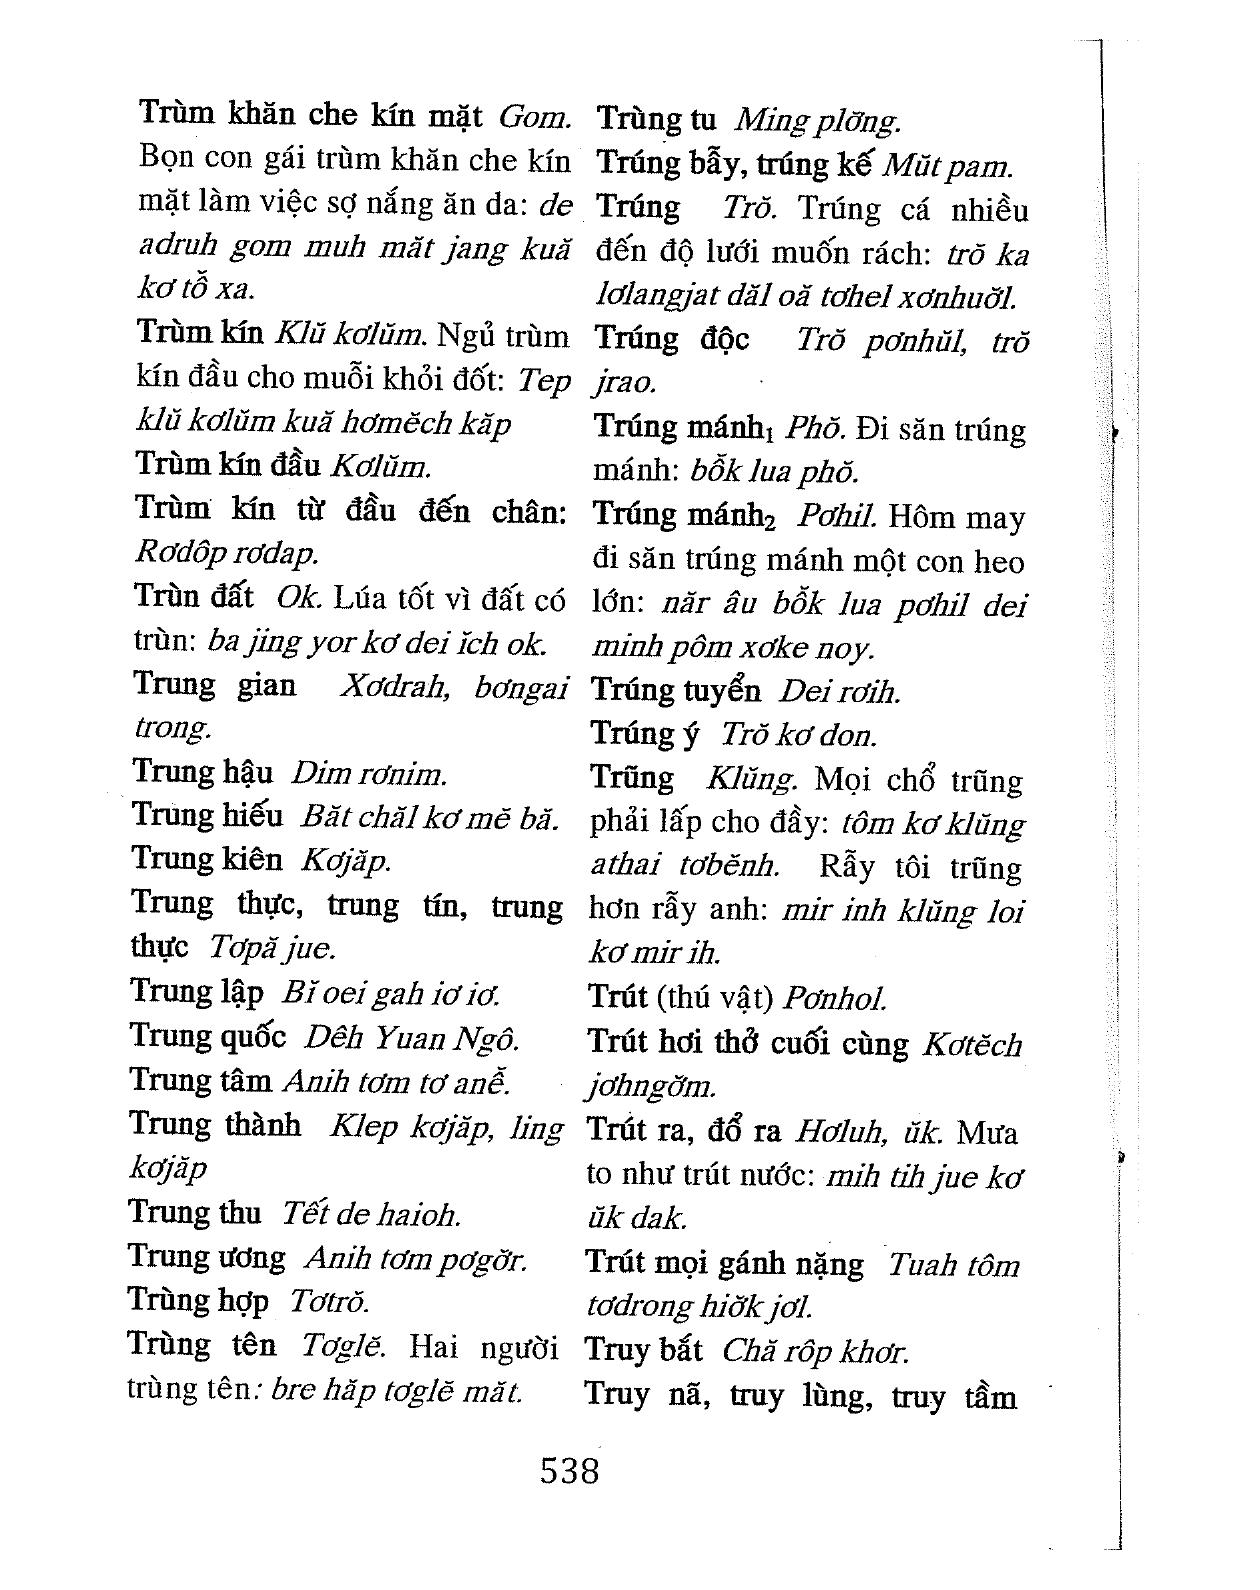 Trùm khăn che kín mặt Gom.
Bọn con gái trùm khăn che kín
mặt làm việc sợ nắng ăn da: de
adruh gom muh măt jang kuă
kơ tỗ xa.
Trùm kín Klŭ kơlŭm. Ngủ trùm
kín đầu cho muỗi khỏi đốt: Tep
klŭ kơlŭm kuă hơmĕch kăp
Trùm kín đầu Kơlŭm.
Trùm kín từ đầu đến chân:
Rơdôp rơdap.
Trùn đất Ok. Lúa tốt vì đất có
trùn: ba jing yor kơ dei ĭch ok.
Trung gian Xơdrah, bơngai
trong.
Trung hậu Dim rơnim.
Trung hiếu Băt chăl kơ mĕ bă.
Trung kiên Kơjăp.
Trung thực, trung tín, trung
thực Tơpă jue.
Trung lập Bĭ oei gah iơ iơ.
Trung quốc Dêh Yuan Ngô.
Trung tâm Anih tơm tơ anễ.
Trung thành Klep kơjăp, ling
kơjăp
Trung thu Tết de haioh.
Trung ương Anih tơm pơgơ̆r.
Trùng hợp Tơtrŏ.
Trùng tên Tơglĕ. Hai người
trùng tên: bre hăp tơglĕ măt.
Trùng tu Ming plơ̆ng.
Trúng bẫy, trúng kế Mŭt pam.
Trúng Trŏ. Trúng cá nhiều
đến độ lưới muốn rách: trŏ ka
lơlangjat dăl oă tơhel xơnhuơ̆l.
Trúng độc Trŏ pơnhŭl, trŏ
jrao.
Trúng mánh₁ Phŏ. Đi săn trúng
mánh: bỗk lua phŏ.
Trúng mánh₂ Pơhil. Hôm may
đi săn trúng mánh một con heo
lớn: năr âu bỗk lua pơhil dei
minh pôm xơke noy.
Trúng tuyển Dei rơih.
Trúng ý Trŏ kơ don.
Trũng Klŭng. Mọi chổ trũng
phải lấp cho đầy: tôm kơ klŭng
athai tơbĕnh. Rẫy tôi trũng
hơn rẫy anh: mir inh klŭng loi
kơ mir ih.
Trút (thú vật) Pơnhol.
Trút hơi thở cuối cùng Kơtĕch
jơhngơ̆m.
Trút ra, đổ ra Hơluh, ŭk. Mưa
to như trút nước: mih tih jue kơ
ŭk dak.
Trút mọi gánh nặng Tuah tôm
tơdrong hiơ̆k jơl.
Truy bắt Chă rôp khơr.
Truy nã, truy lùng, truy tầm
538